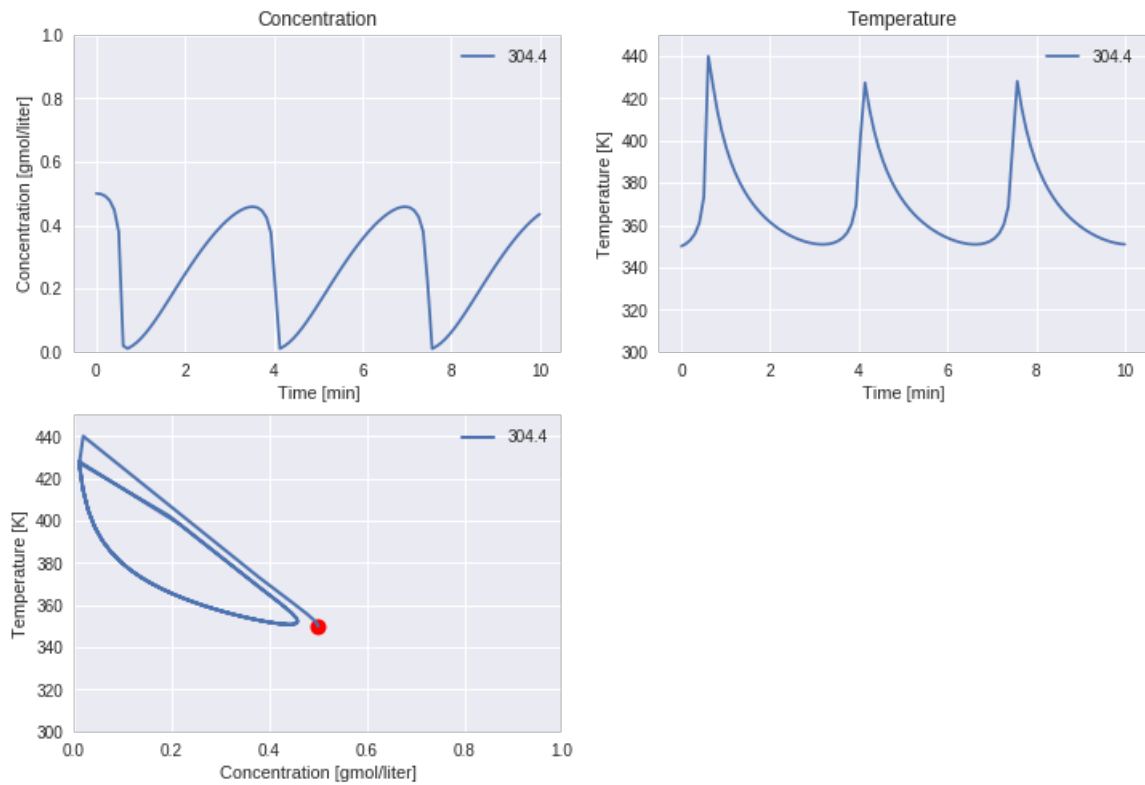 Concentration
304.4
1.0
0.8
0.6
0.4
0.2
0.0
0 2 4 6 8 10
Concentration [gmol/liter]
Time [min]
Temperature
304.4
440
420
400
380
360
340
320
300
0 2 4 6 8 10
Temperature [K]
Time [min]
304.4
440
420
400
380
360
340
320
300
0.0 0.2 0.4 0.6 0.8 1.0
Temperature [K]
Concentration [gmol/liter]